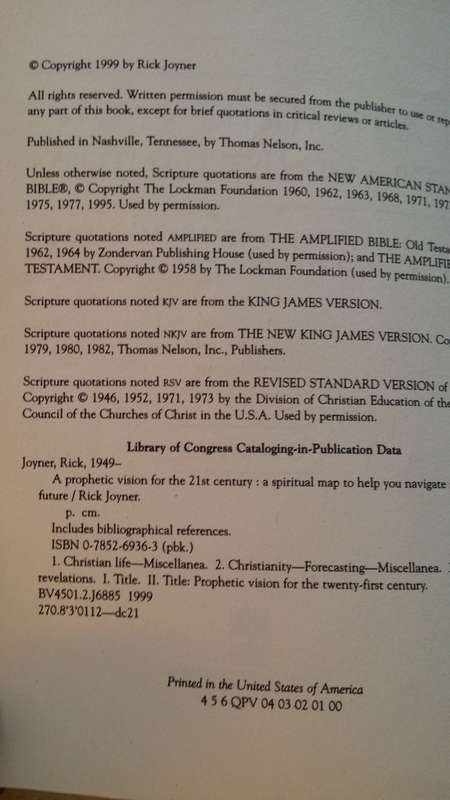 © Copyright 1999 by Rick Joyner
All rights reserved. Written permission must be secured from the publisher to use or rep
any part of this book, except for brief quotations in critical reviews or articles.
Published in Nashville, Tennessee, by Thomas Nelson, Inc.
Unless otherwise noted, Scripture quotations are from the NEW AMERICAN STAN
BIBLE®, © Copyright The Lockman Foundation 1960, 1962, 1963, 1968, 1971, 197
1975, 1977, 1995. Used by permission.
Scripture quotations noted AMPLIFIED are from THE AMPLIFIED BIBLE: Old Testa
1962, 1964 by Zondervan Publishing House (used by permission); and THE AMPLIFIE
TESTAMENT. Copyright © 1958 by The Lockman Foundation (used by permission).
Scripture quotations noted KJV are from the KING JAMES VERSION.
Scripture quotations noted NKJV are from THE NEW KING JAMES VERSION. Co
1979, 1980, 1982, Thomas Nelson, Inc., Publishers.
Scripture quotations noted RSV are from the REVISED STANDARD VERSION of
Copyright © 1946, 1952, 1971, 1973 by the Division of Christian Education of the
Council of the Churches of Christ in the U.S.A. Used by permission.
Library of Congress Cataloging-in-Publication Data
Joyner, Rick, 1949–
A prophetic vision for the 21st century : a spiritual map to help you navigate
future / Rick Joyner.
p. cm.
Includes bibliographical references.
ISBN 0-7852-6936-3 (pbk.)
1. Christian life—Miscellanea. 2. Christianity—Forecasting—Miscellanea.
revelations. I. Title. II. Title: Prophetic vision for the twenty-first century.
BV4501.2.J6885 1999
270.8'3'0112—dc21
Printed in the United States of America
4 5 6 QPV 04 03 02 01 00